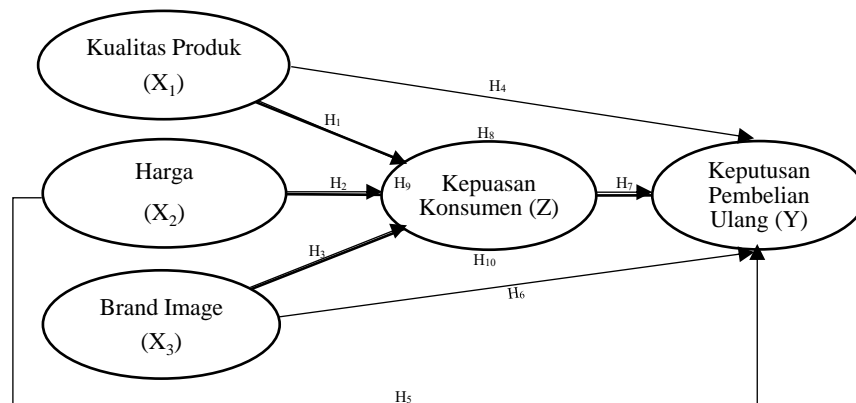 Kualitas Produk
(X₁)
H₄
H₁
H₈
Harga
(X₂)
H₂
H₉
Kepuasan
Konsumen (Z)
H₇
Keputusan
Pembelian
Ulang (Y)
H₃
H₁₀
Brand Image
(X₃)
H₆
H₅